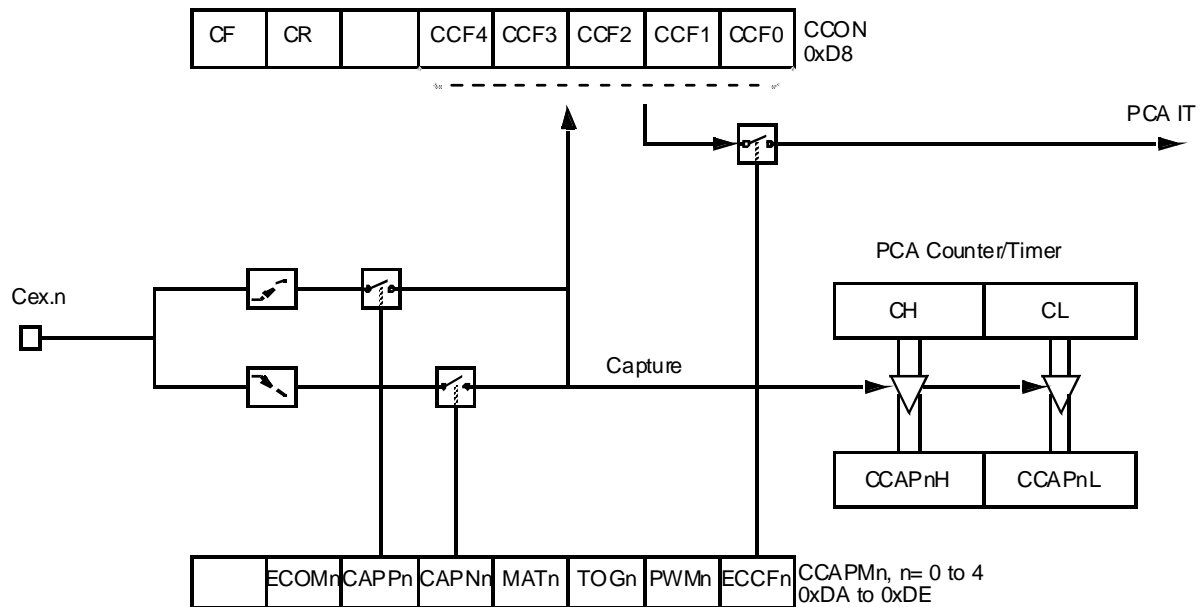 CF CR CCF4 CCF3 CCF2 CCF1 CCF0 CCON
0xD8
PCA IT
PCA Counter/Timer
Cex.n
CH CL
Capture
CCAPnH CCAPnL
ECOMn CAPPn CAPNn MATn TOGn PWMn ECCFn CCAPMn, n= 0 to 4
0xDA to 0xDE